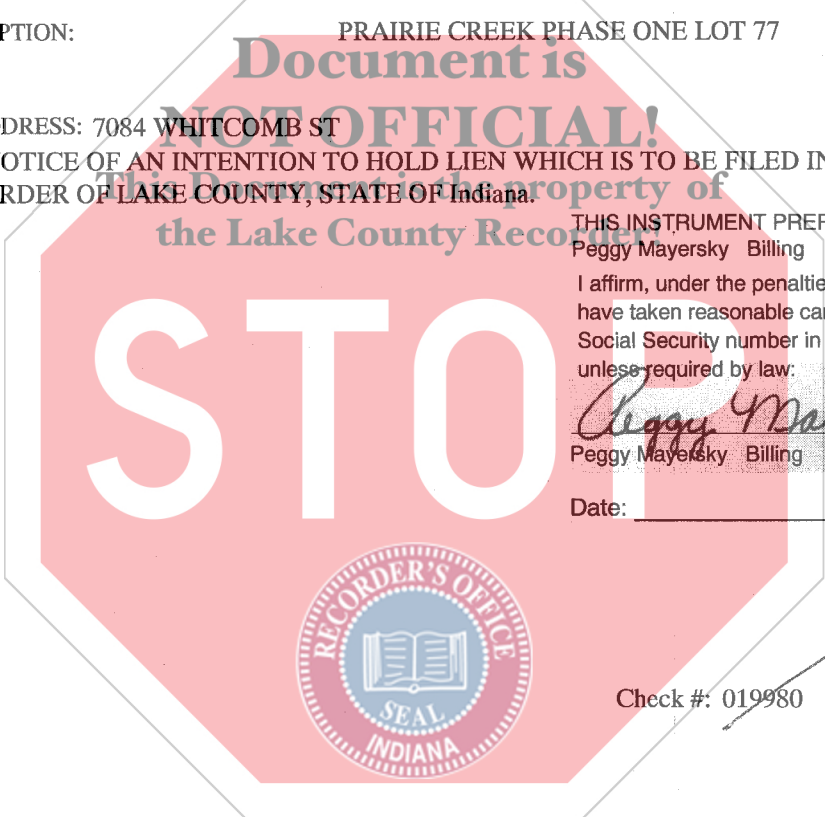 PTION: PRAIRIE CREEK PHASE ONE LOT 77
Document is
NOT OFFICIAL!
This Document is the property of
the Lake County Recorder!
DRESS: 7084 WHITCOMB ST
OTICE OF AN INTENTION TO HOLD LIEN WHICH IS TO BE FILED IN
RDER OF LAKE COUNTY, STATE OF Indiana.
THIS INSTRUMENT PREP
Peggy Mayersky Billing
I affirm, under the penaltie
have taken reasonable car
Social Security number in
unless required by law:
Peggy Ma
Peggy Mayersky Billing
Date:
STOP
RECORDER'S OFFICE
SEAL
INDIANA
Check #: 019980